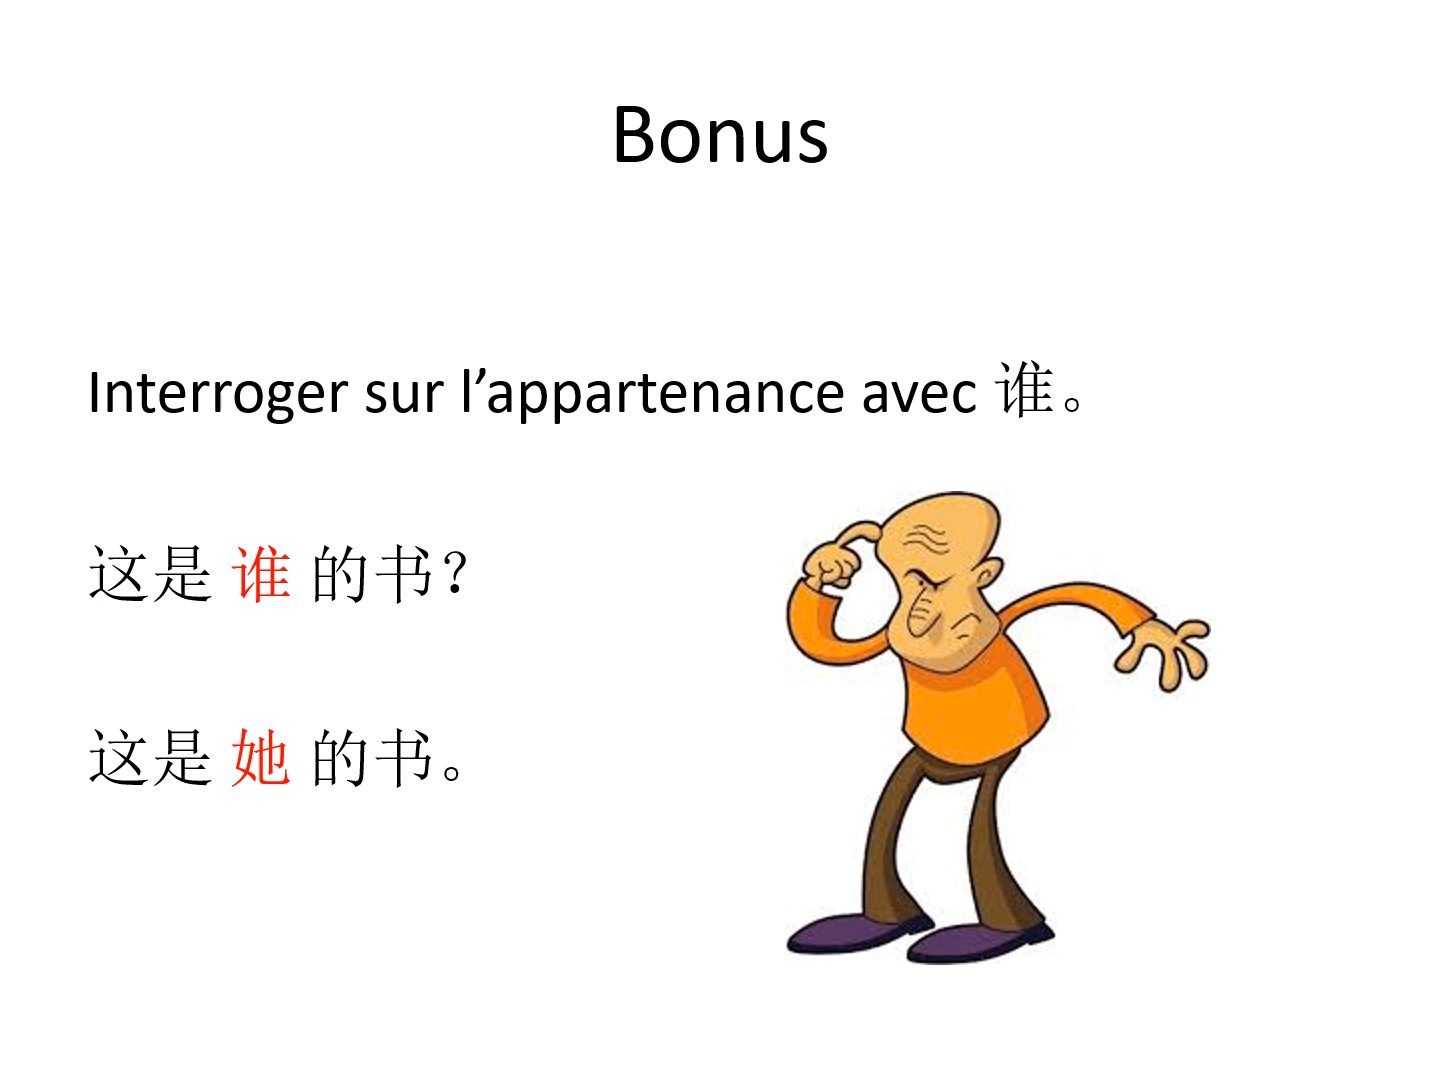 Bonus
Interroger sur l’appartenance avec 谁。
这是 谁 的书？
这是 她 的书。